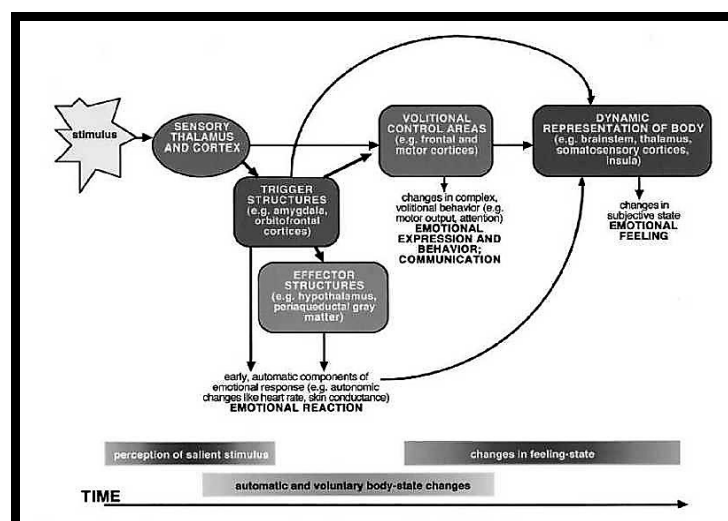 stimulus
SENSORY
THALAMUS
AND CORTEX
VOLITIONAL
CONTROL AREAS
(e.g. frontal and
motor cortices)
DYNAMIC
REPRESENTATION OF BODY
(e.g. brainstem, thalamus,
somatosensory cortices,
insula)
TRIGGER
STRUCTURES
(e.g. amygdala,
orbitofrontal
cortices)
changes in complex,
volitional behavior (e.g.
motor output, attention)
EMOTIONAL
EXPRESSION AND
BEHAVIOR;
COMMUNICATION
changes in
subjective state
EMOTIONAL
FEELING
EFFECTOR
STRUCTURES
(e.g. hypothalamus,
periaqueductal gray
matter)
early, automatic components of
emotional response (e.g. autonomic
changes like heart rate, skin conductance)
EMOTIONAL REACTION
perception of salient stimulus
changes in feeling-state
automatic and voluntary body-state changes
TIME